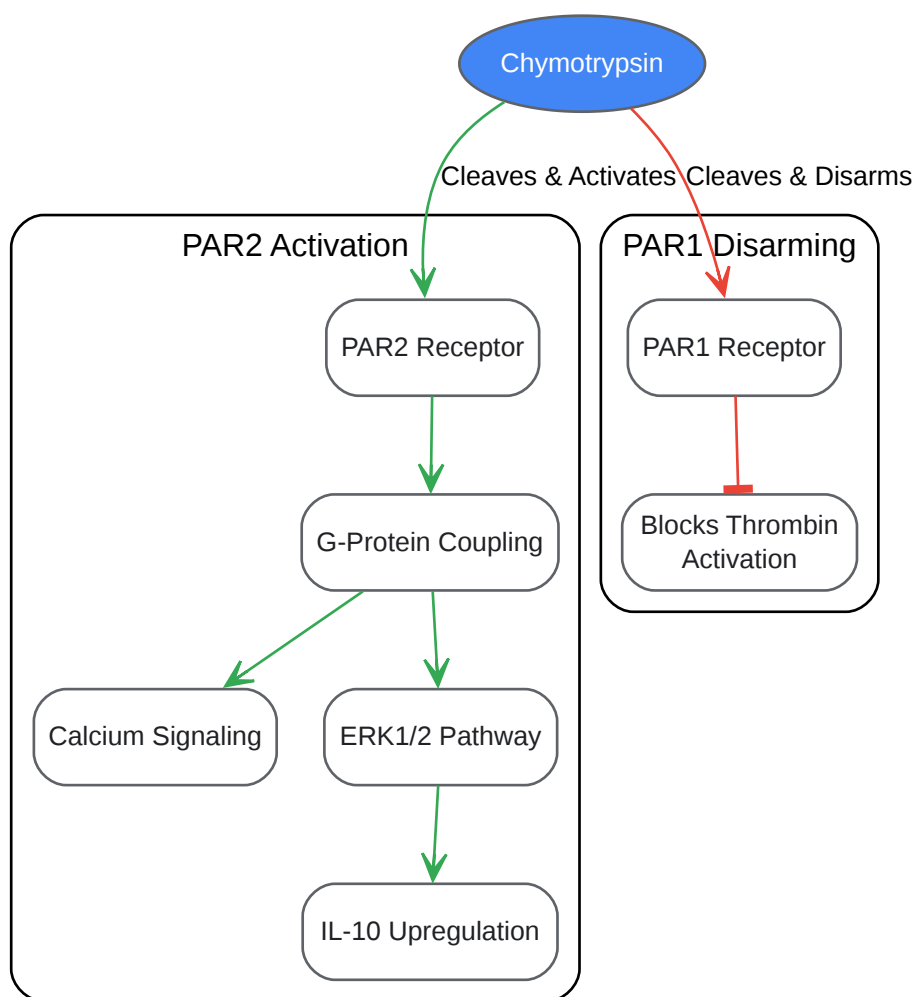 Chymotrypsin
Cleaves & Activates
Cleaves & Disarms
PAR2 Activation
PAR1 Disarming
PAR2 Receptor
PAR1 Receptor
G-Protein Coupling
Blocks Thrombin
Activation
Calcium Signaling
ERK1/2 Pathway
IL-10 Upregulation